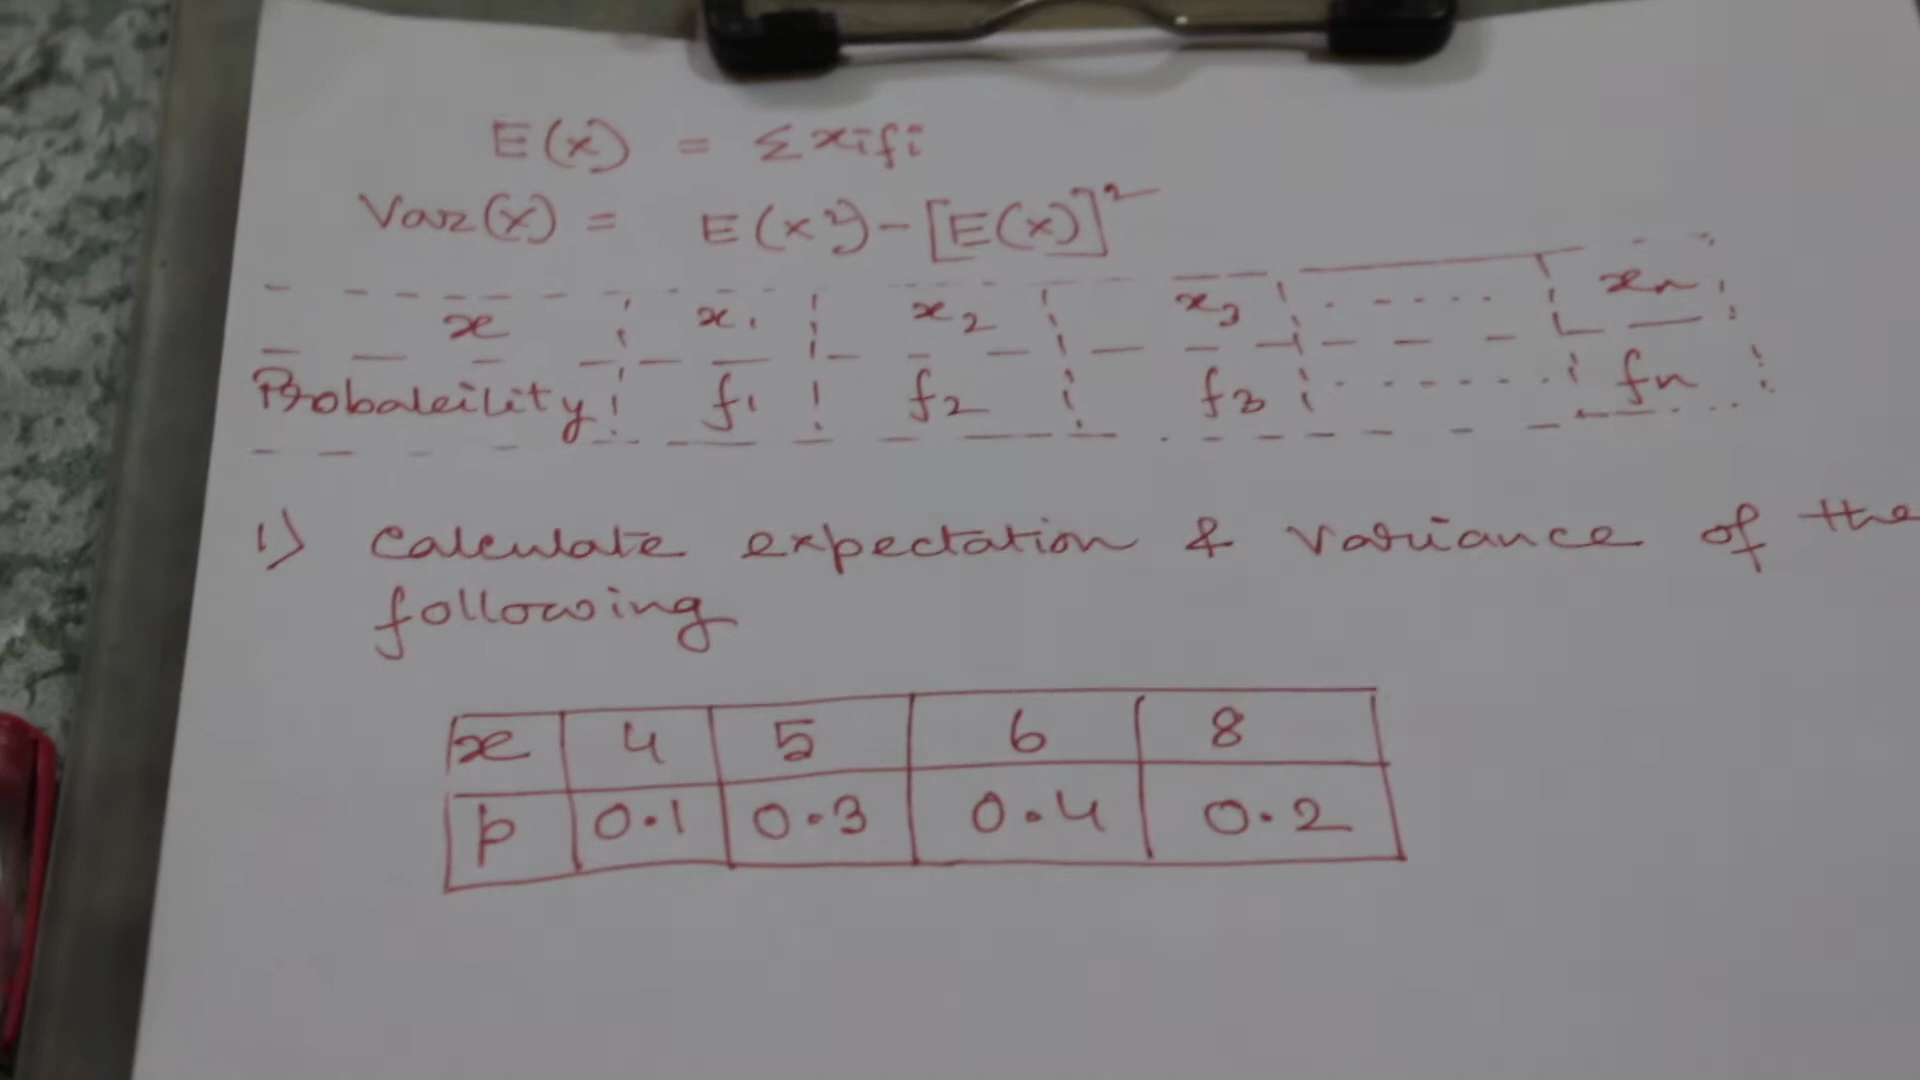 E(x) = Σxifi
Var(x) = E(x²) - [E(x)]²
x x1 x2 x3 ..... xn
Probability f1 f2 f3 ....... fn
1) Calculate expectation & variance of the
following
x 4 5 6 8
p 0.1 0.3 0.4 0.2